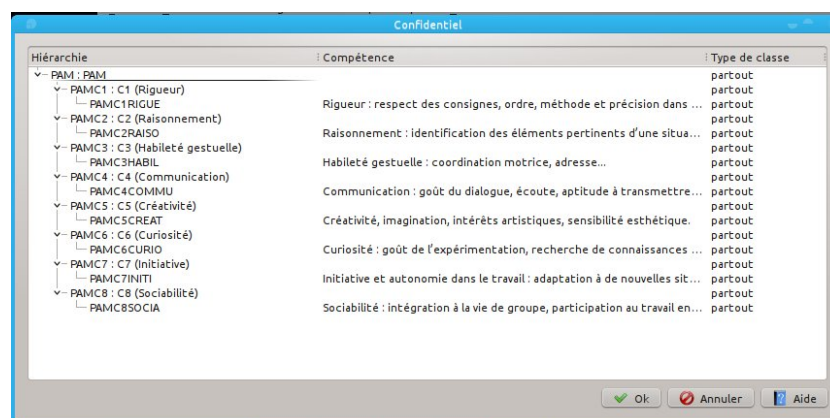 Confidentiel
Hiérarchie Compétence Type de classe
PAM : PAM partout
PAMC1 : C1 (Rigueur) partout
PAMC1RIGUE Rigueur : respect des consignes, ordre, méthode et précision dans ... partout
PAMC2 : C2 (Raisonnement) partout
PAMC2RAISO Raisonnement : identification des éléments pertinents d'une situa... partout
PAMC3 : C3 (Habileté gestuelle) partout
PAMC3HABIL Habileté gestuelle : coordination motrice, adresse... partout
PAMC4 : C4 (Communication) partout
PAMC4COMMU Communication : goût du dialogue, écoute, aptitude à transmettre... partout
PAMC5 : C5 (Créativité) partout
PAMC5CREAT Créativité, imagination, intérêts artistiques, sensibilité esthétique. partout
PAMC6 : C6 (Curiosité) partout
PAMC6CURIO Curiosité : goût de l'expérimentation, recherche de connaissances ... partout
PAMC7 : C7 (Initiative) partout
PAMC7INITI Initiative et autonomie dans le travail : adaptation à de nouvelles sit... partout
PAMC8 : C8 (Sociabilité) partout
PAMC8SOCIA Sociabilité : intégration à la vie de groupe, participation au travail en... partout
Ok Annuler Aide